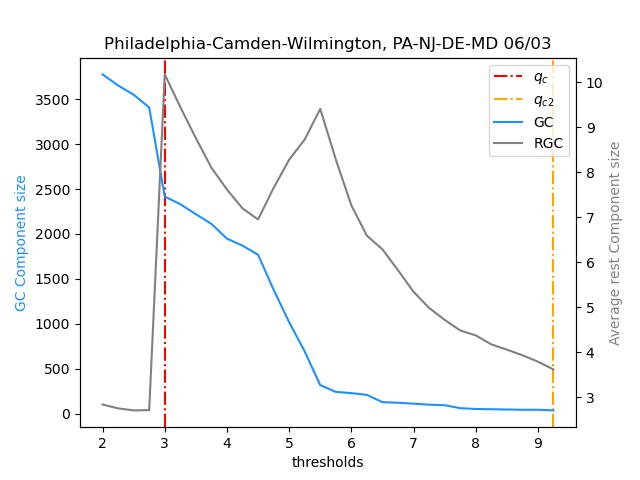 Philadelphia-Camden-Wilmington, PA-NJ-DE-MD 06/03
GC Component size
3500
3000
2500
2000
1500
1000
500
0
2 3 4 5 6 7 8 9
thresholds
10
9
8
7
6
5
4
3
Average rest Component size
q_c
q_c2
GC
RGC